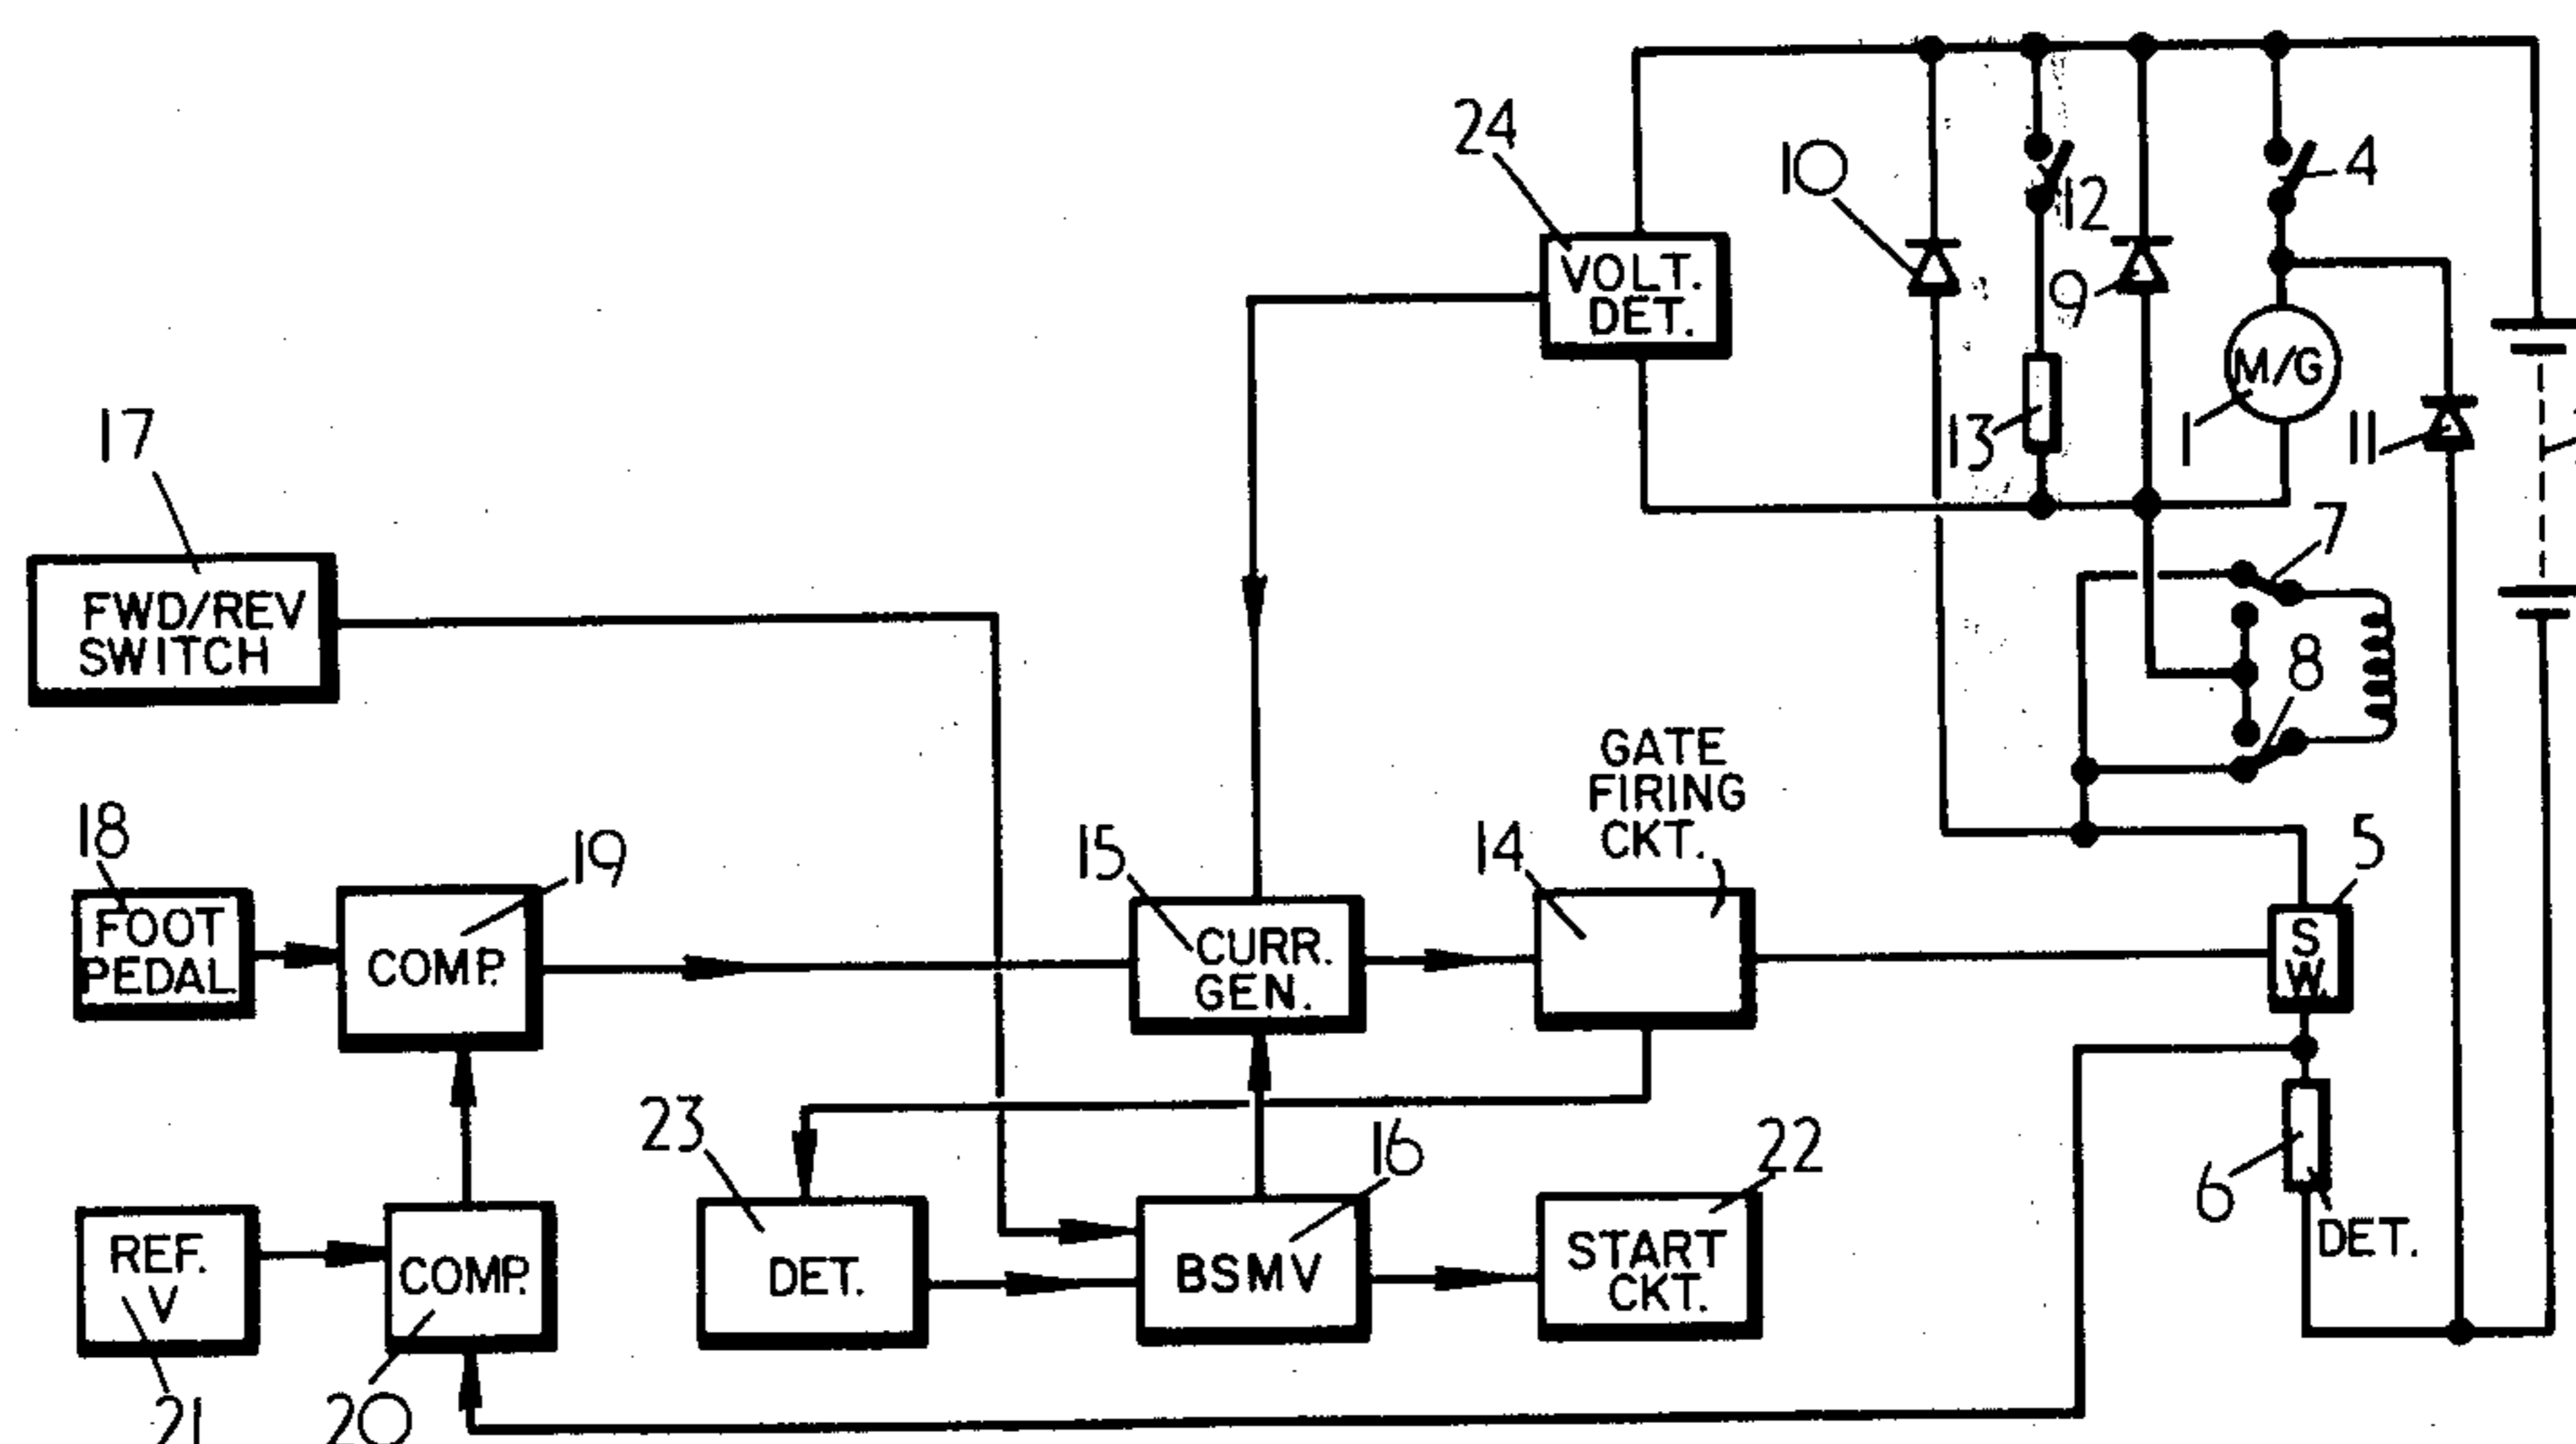 24
10
12
4
VOLT.
DET.
9
M/G
1
11
13
17
7
FWD/REV
SWITCH
8
GATE
FIRING
CKT.
18
19
15
14
5
FOOT
PEDAL
COMP.
CURR.
GEN.
S
W.
23
16
22
6
DET.
REF.
V
COMP.
DET.
BSMV
START
CKT.
21
20